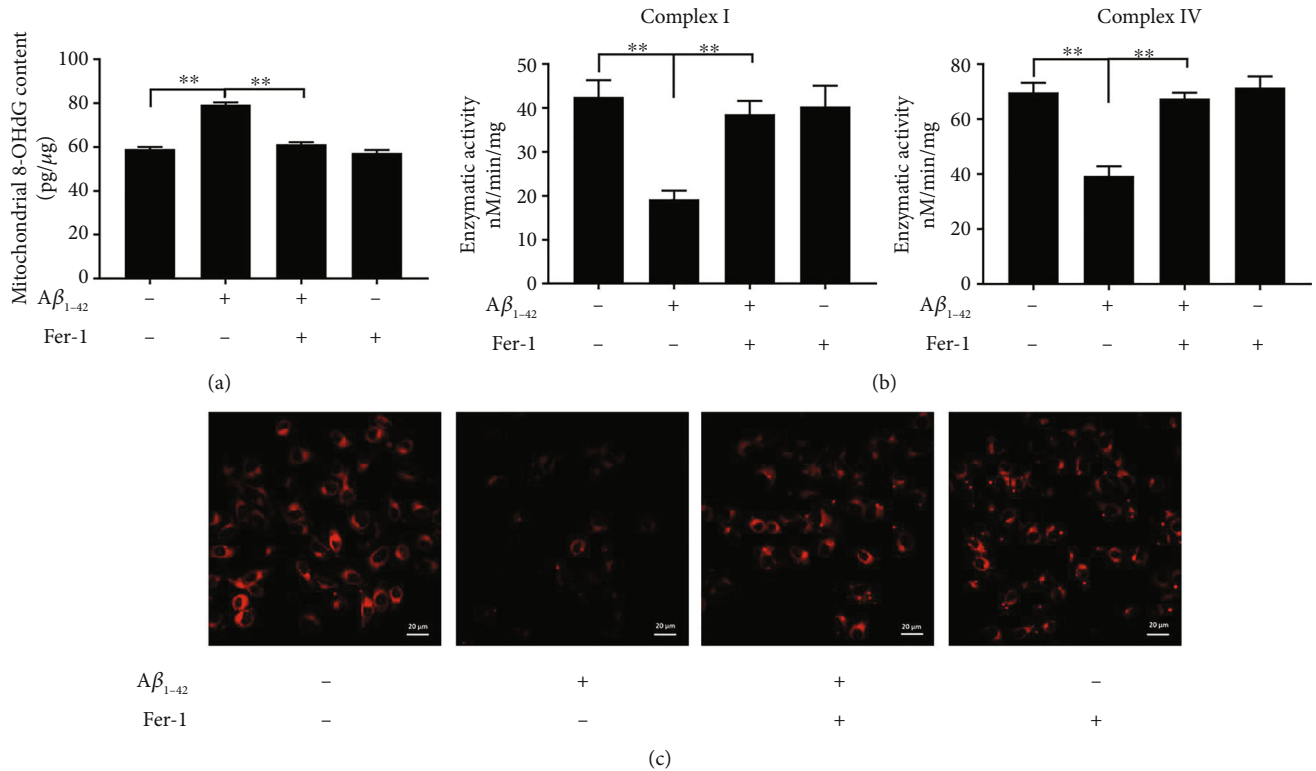 Mitochondrial 8-OHdG content
(pg/μg)
100
80
60
40
20
0
** **
Aβ1–42 – + + –
Fer-1 – – + +
(a)
Complex I
Enzymatic activity
nM/min/mg
50
40
30
20
10
0
** **
Aβ1–42 – + + –
Fer-1 – – + +
Complex IV
Enzymatic activity
nM/min/mg
80
60
40
20
0
** **
Aβ1–42 – + + –
Fer-1 – – + +
(b)
20 μm
20 μm
20 μm
20 μm
Aβ1–42 – + + –
Fer-1 – – + +
(c)